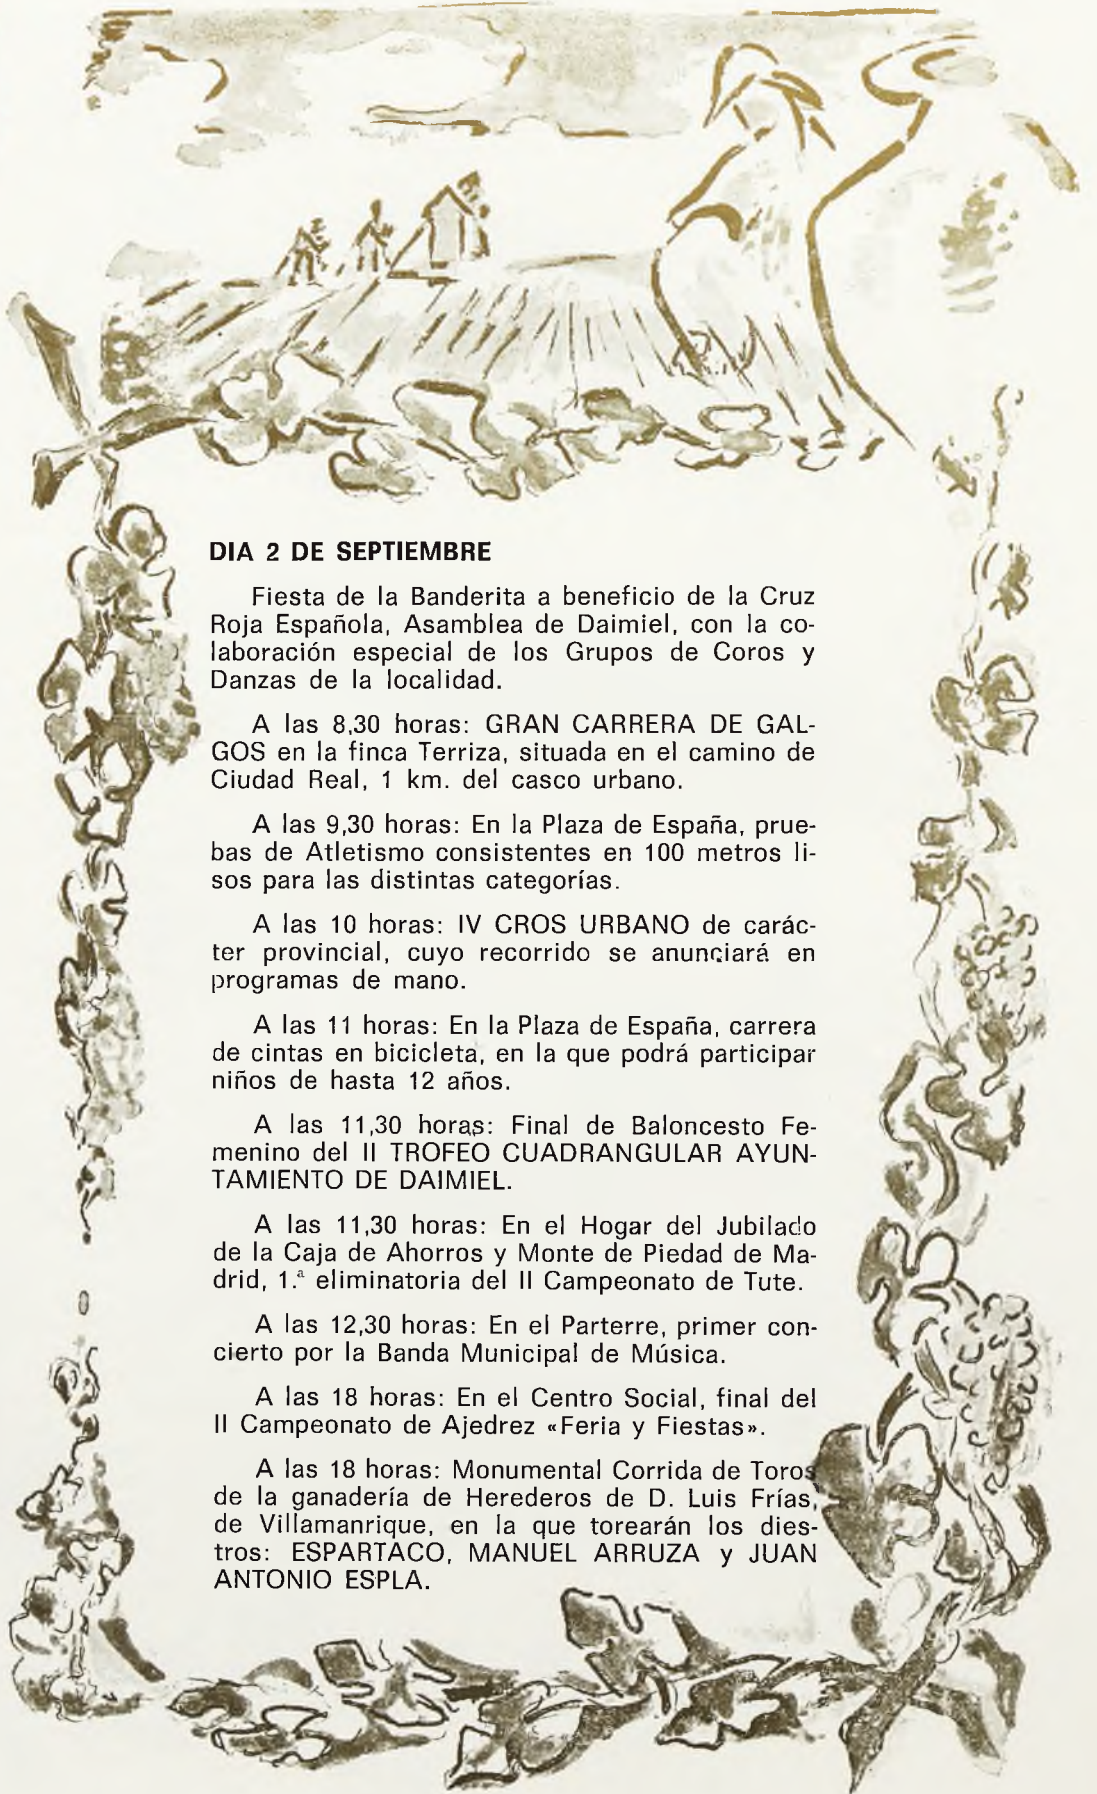 DIA 2 DE SEPTIEMBRE
Fiesta de la Banderita a beneficio de la Cruz
Roja Española, Asamblea de Daimiel, con la co-
laboración especial de los Grupos de Coros y
Danzas de la localidad.
A las 8,30 horas: GRAN CARRERA DE GAL-
GOS en la finca Terriza, situada en el camino de
Ciudad Real, 1 km. del casco urbano.
A las 9,30 horas: En la Plaza de España, prue-
bas de Atletismo consistentes en 100 metros li-
sos para las distintas categorías.
A las 10 horas: IV CROS URBANO de carác-
ter provincial, cuyo recorrido se anunciará en
programas de mano.
A las 11 horas: En la Plaza de España, carrera
de cintas en bicicleta, en la que podrá participar
niños de hasta 12 años.
A las 11,30 horas: Final de Baloncesto Fe-
menino del II TROFEO CUADRANGULAR AYUN-
TAMIENTO DE DAIMIEL.
A las 11,30 horas: En el Hogar del Jubilado
de la Caja de Ahorros y Monte de Piedad de Ma-
drid, 1.ª eliminatoria del II Campeonato de Tute.
A las 12,30 horas: En el Parterre, primer con-
cierto por la Banda Municipal de Música.
A las 18 horas: En el Centro Social, final del
II Campeonato de Ajedrez «Feria y Fiestas».
A las 18 horas: Monumental Corrida de Toros
de la ganadería de Herederos de D. Luis Frías,
de Villamanrique, en la que torearán los dies-
tros: ESPARTACO, MANUEL ARRUZA y JUAN
ANTONIO ESPLA.